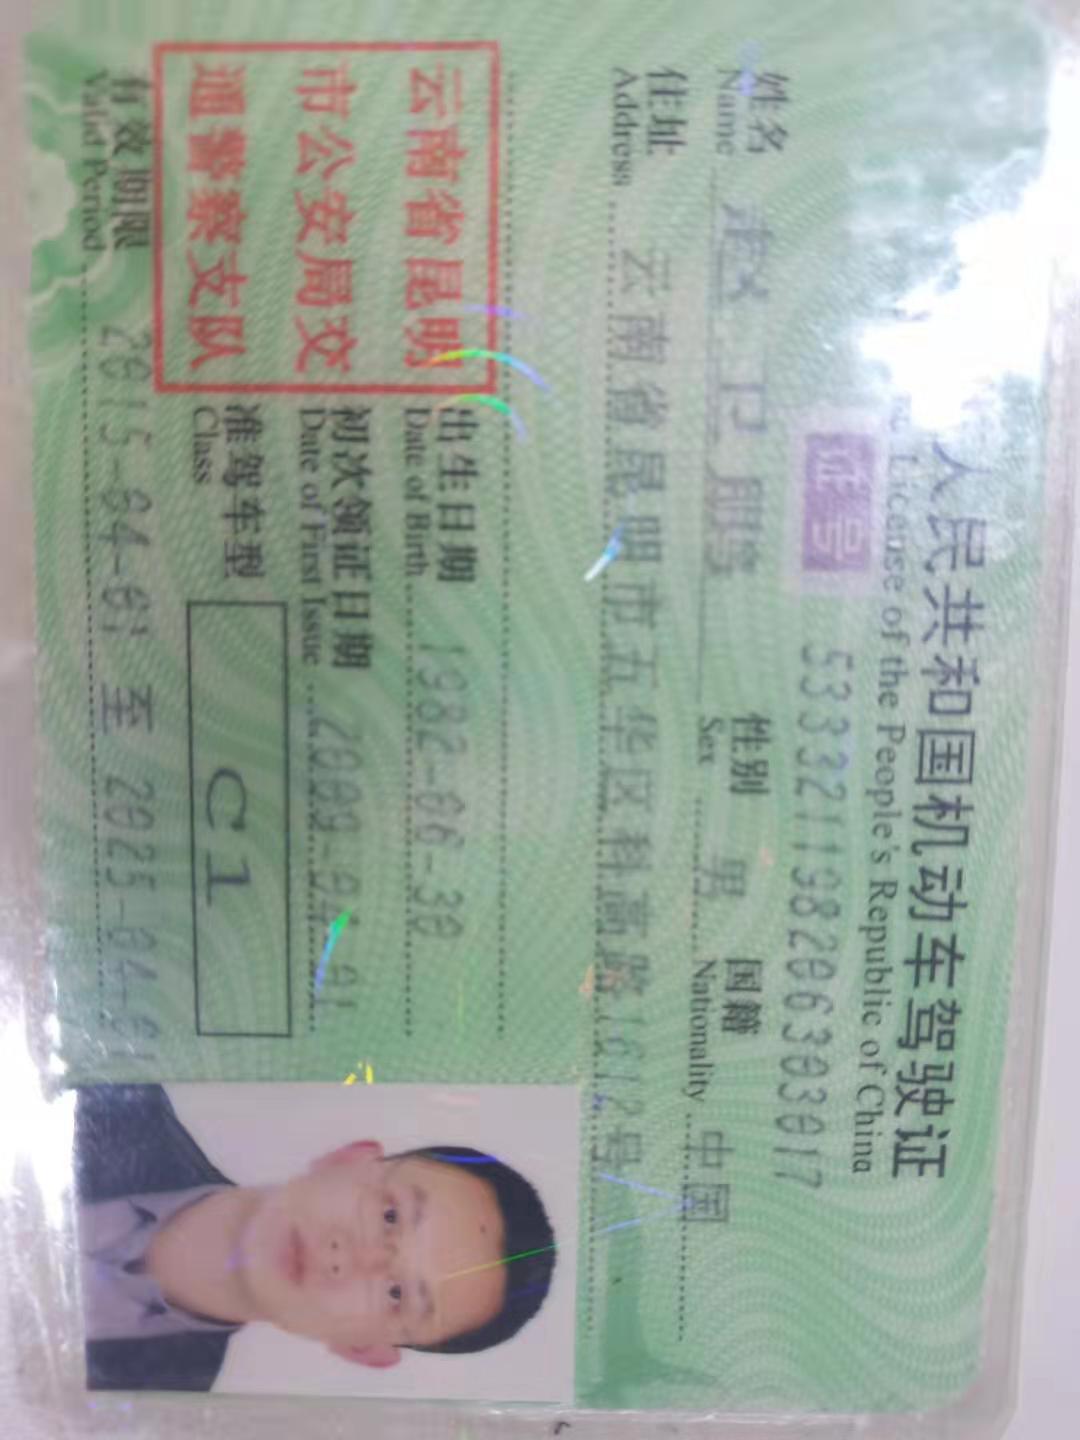 人民共和国机动车驾驶证
License of the People's Republic of China
证号 533321198206303017
姓名 赵卫鹏 性别 男 国籍 中国
Name Sex Nationality
住址 云南省昆明市五华区科高路1612号
Address
云南省昆明
市公安局交
通警察支队
出生日期 1982-06-30
Date of Birth
初次领证日期 2009-04-01
Date of First Issue
准驾车型 C1
Class
有效期限 2015-04-01 至 2025-04-01
Valid Period